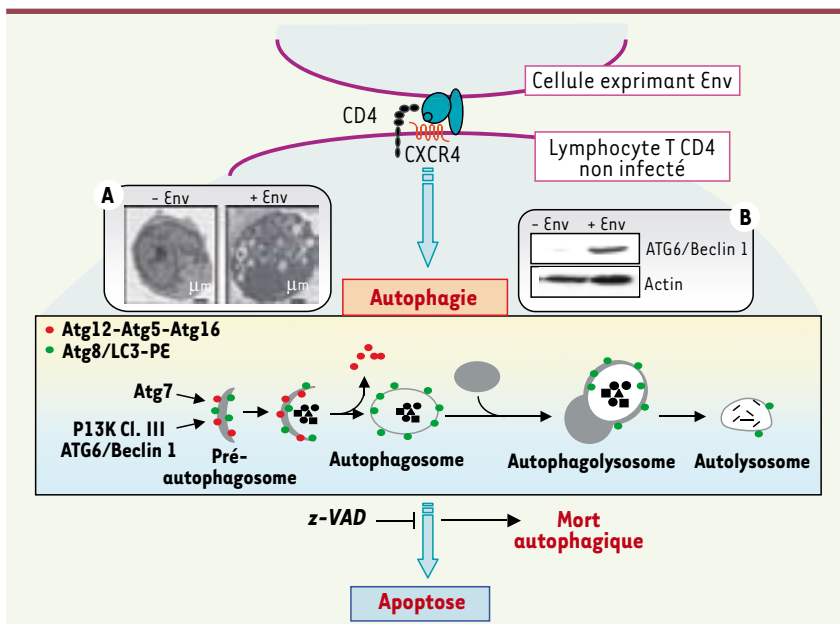 Cellule exprimant Env
CD4
CXCR4
Lymphocyte T CD4
non infecté
A
– Env
+ Env
µm
µm
B
– Env
+ Env
ATG6/Beclin 1
Actin
Autophagie
Atg12-Atg5-Atg16
Atg8/LC3-PE
Atg7
P13K Cl. III
ATG6/Beclin 1
Pré-
autophagosome
Autophagosome
Autophagolysosome
Autolysosome
z-VAD
Mort
autophagique
Apoptose